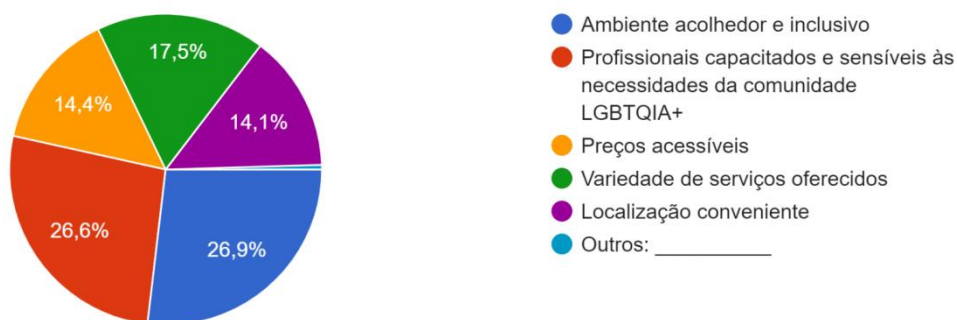 17,5%
14,4%
14,1%
26,6%
26,9%
Ambiente acolhedor e inclusivo
Profissionais capacitados e sensíveis às
necessidades da comunidade
LGBTQIA+
Preços acessíveis
Variedade de serviços oferecidos
Localização conveniente
Outros: __________